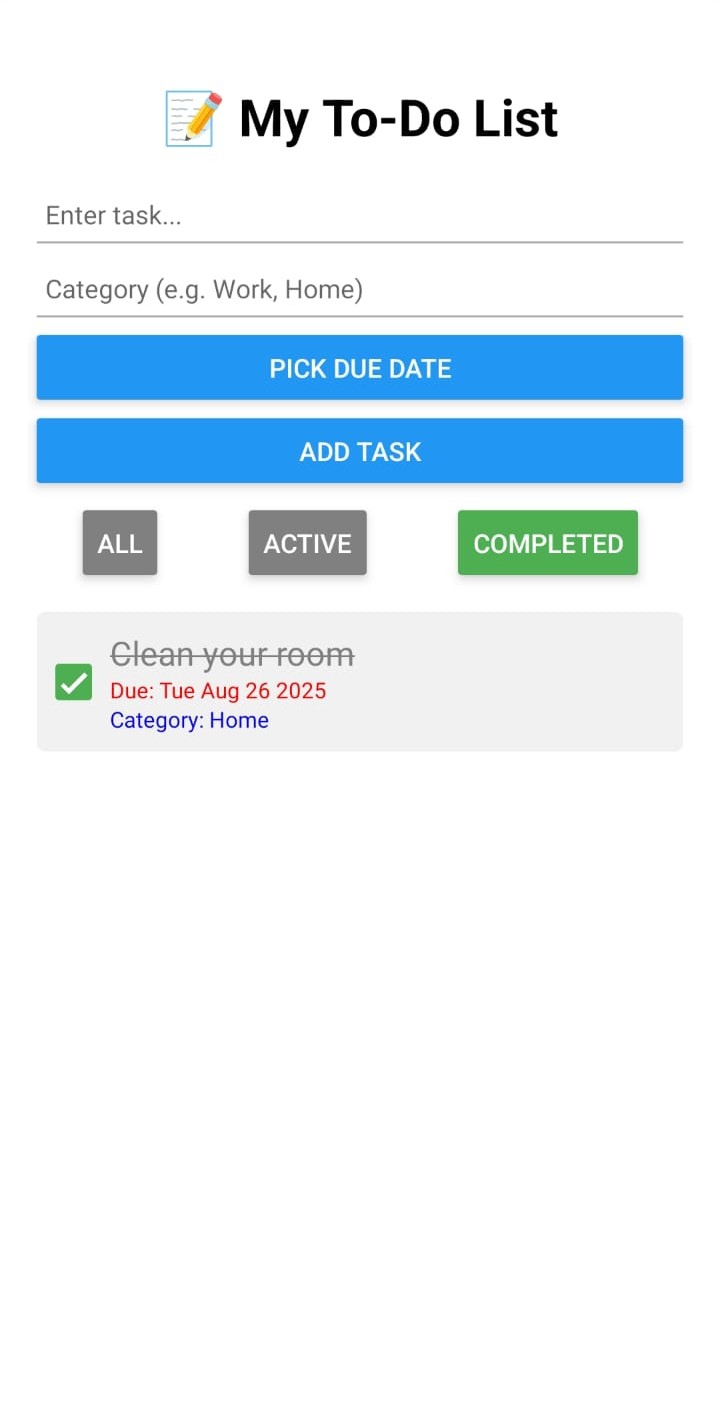 📝 My To-Do List
Enter task...
Category (e.g. Work, Home)
PICK DUE DATE
ADD TASK
ALL ACTIVE COMPLETED
Clean your room
Due: Tue Aug 26 2025
Category: Home